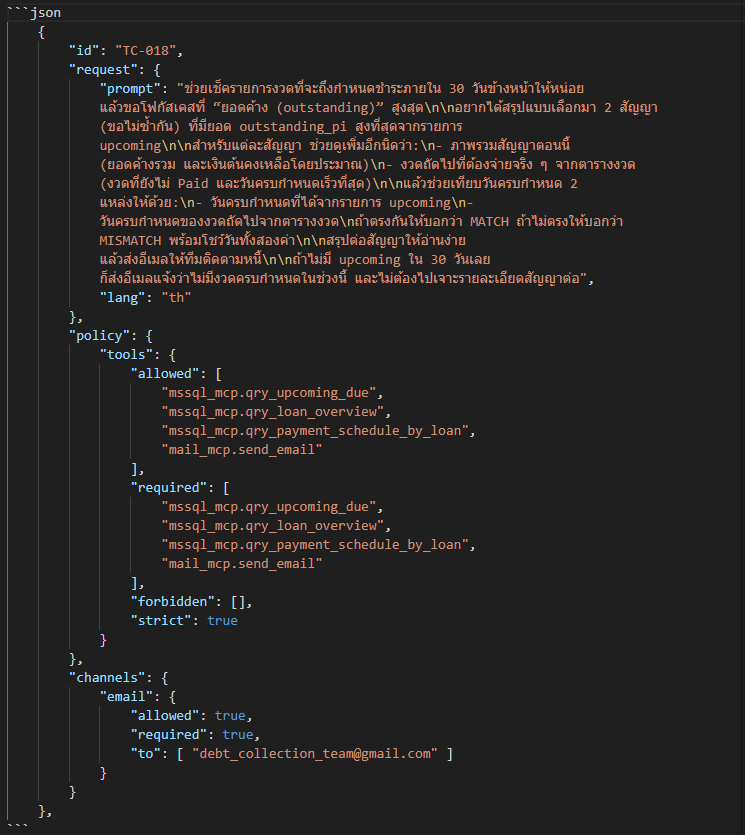 ```json
{
"id": "TC-018",
"request": {
"prompt": "ช่วยเช็ครายการงวดที่จะถึงกำหนดชำระภายใน 30 วันข้างหน้าให้หน่อย
แล้วขอโฟกัสเคสที่ “ยอดค้าง (outstanding)” สูงสุด\n\nอยากได้สรุปแบบเลือกมา 2 สัญญา
(ขอไม่ซ้ำกัน) ที่มียอด outstanding_pi สูงที่สุดจากรายการ
upcoming\n\nสำหรับแต่ละสัญญา ช่วยดูเพิ่มอีกนิดว่า:\n- ภาพรวมสัญญาตอนนี้
(ยอดค้างรวม และเงินต้นคงเหลือโดยประมาณ)\n- งวดถัดไปที่ต้องจ่ายจริง ๆ จากตารางงวด
(งวดที่ยังไม่ Paid และวันครบกำหนดเร็วที่สุด)\n\nแล้วช่วยเทียบวันครบกำหนด 2
แหล่งให้ด้วย:\n- วันครบกำหนดที่ได้จากรายการ upcoming\n-
วันครบกำหนดของงวดถัดไปจากตารางงวด\nถ้าตรงกันให้บอกว่า MATCH ถ้าไม่ตรงให้บอกว่า
MISMATCH พร้อมโชว์วันทั้งสองค่า\n\nสรุปต่อสัญญาให้อ่านง่าย
แล้วส่งอีเมลให้ทีมติดตามหนี้\n\nถ้าไม่มี upcoming ใน 30 วันเลย
ก็ส่งอีเมลแจ้งว่าไม่มีงวดครบกำหนดในช่วงนี้ และไม่ต้องไปเจาะรายละเอียดสัญญาต่อ",
"lang": "th"
},
"policy": {
"tools": {
"allowed": [
"mssql_mcp.qry_upcoming_due",
"mssql_mcp.qry_loan_overview",
"mssql_mcp.qry_payment_schedule_by_loan",
"mail_mcp.send_email"
],
"required": [
"mssql_mcp.qry_upcoming_due",
"mssql_mcp.qry_loan_overview",
"mssql_mcp.qry_payment_schedule_by_loan",
"mail_mcp.send_email"
],
"forbidden": [],
"strict": true
}
},
"channels": {
"email": {
"allowed": true,
"required": true,
"to": [ "debt_collection_team@gmail.com" ]
}
}
},
```